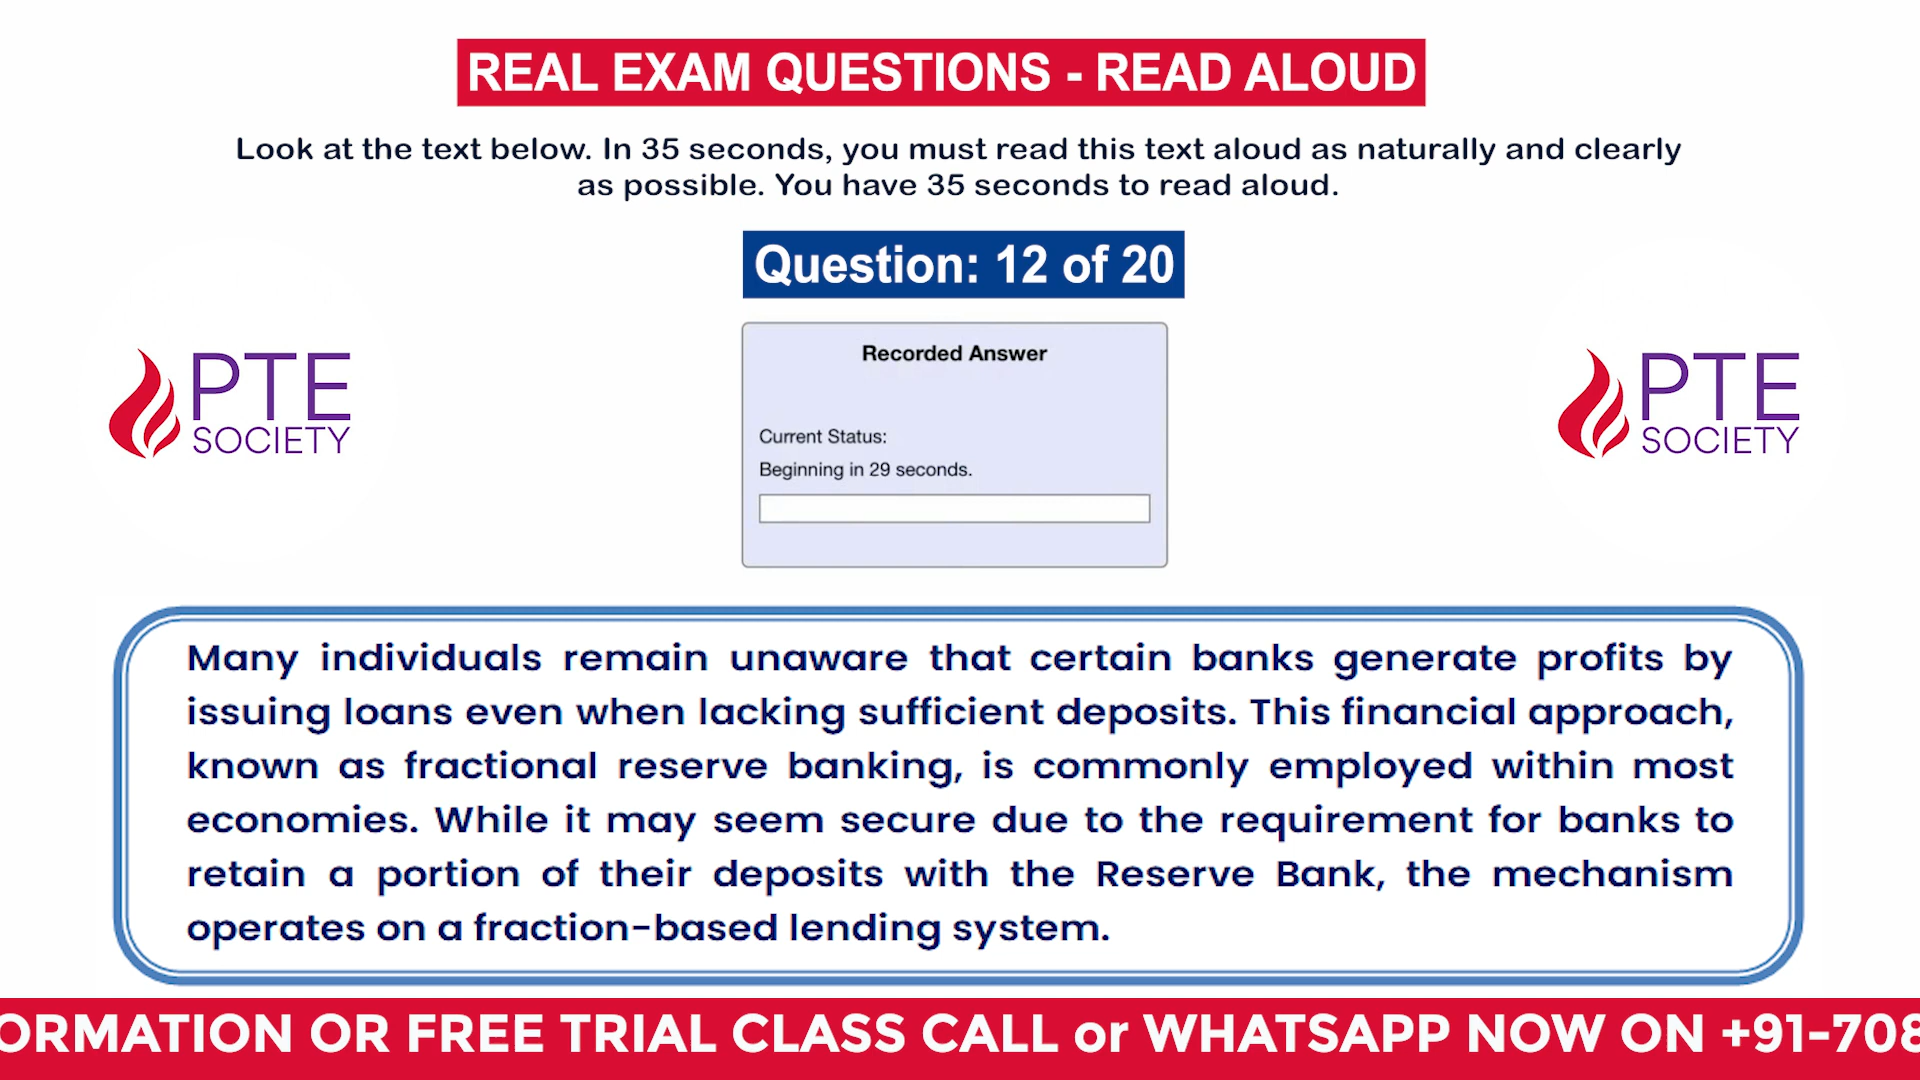 REAL EXAM QUESTIONS - READ ALOUD
Look at the text below. In 35 seconds, you must read this text aloud as naturally and clearly
as possible. You have 35 seconds to read aloud.
Question: 12 of 20
PTE
SOCIETY
Recorded Answer
Current Status:
Beginning in 29 seconds.
PTE
SOCIETY
Many individuals remain unaware that certain banks generate profits by
issuing loans even when lacking sufficient deposits. This financial approach,
known as fractional reserve banking, is commonly employed within most
economies. While it may seem secure due to the requirement for banks to
retain a portion of their deposits with the Reserve Bank, the mechanism
operates on a fraction-based lending system.
ORMATION OR FREE TRIAL CLASS CALL or WHATSAPP NOW ON +91-708